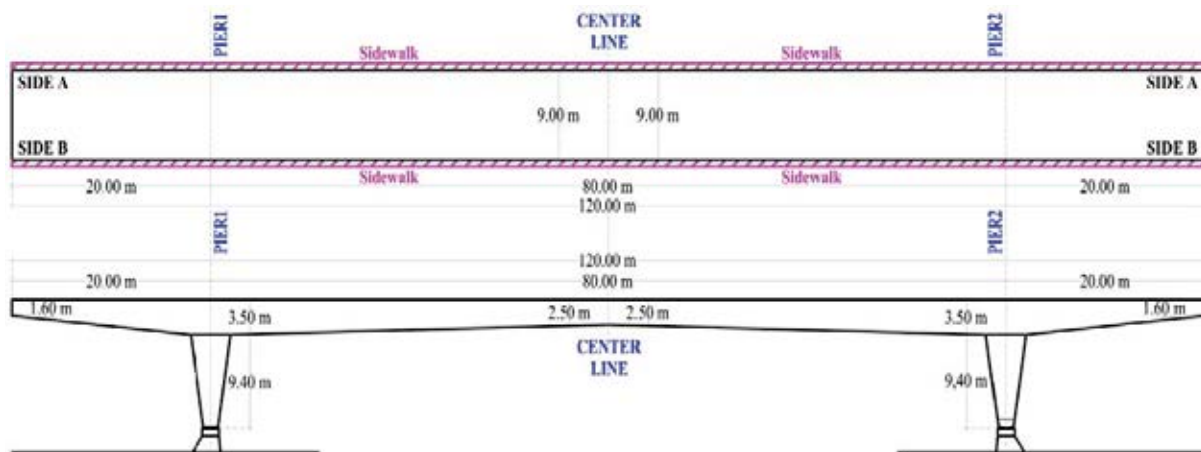 PIER1
CENTER
LINE
PIER2
Sidewalk
Sidewalk
SIDE A
SIDE A
9.00 m
9.00 m
SIDE B
SIDE B
Sidewalk
Sidewalk
20.00 m
80.00 m
20.00 m
120.00 m
PIER1
PIER2
120.00 m
20.00 m
80.00 m
20.00 m
1.60 m
3.50 m
2.50 m
2.50 m
3.50 m
1.60 m
CENTER
LINE
9.40 m
9,40 m